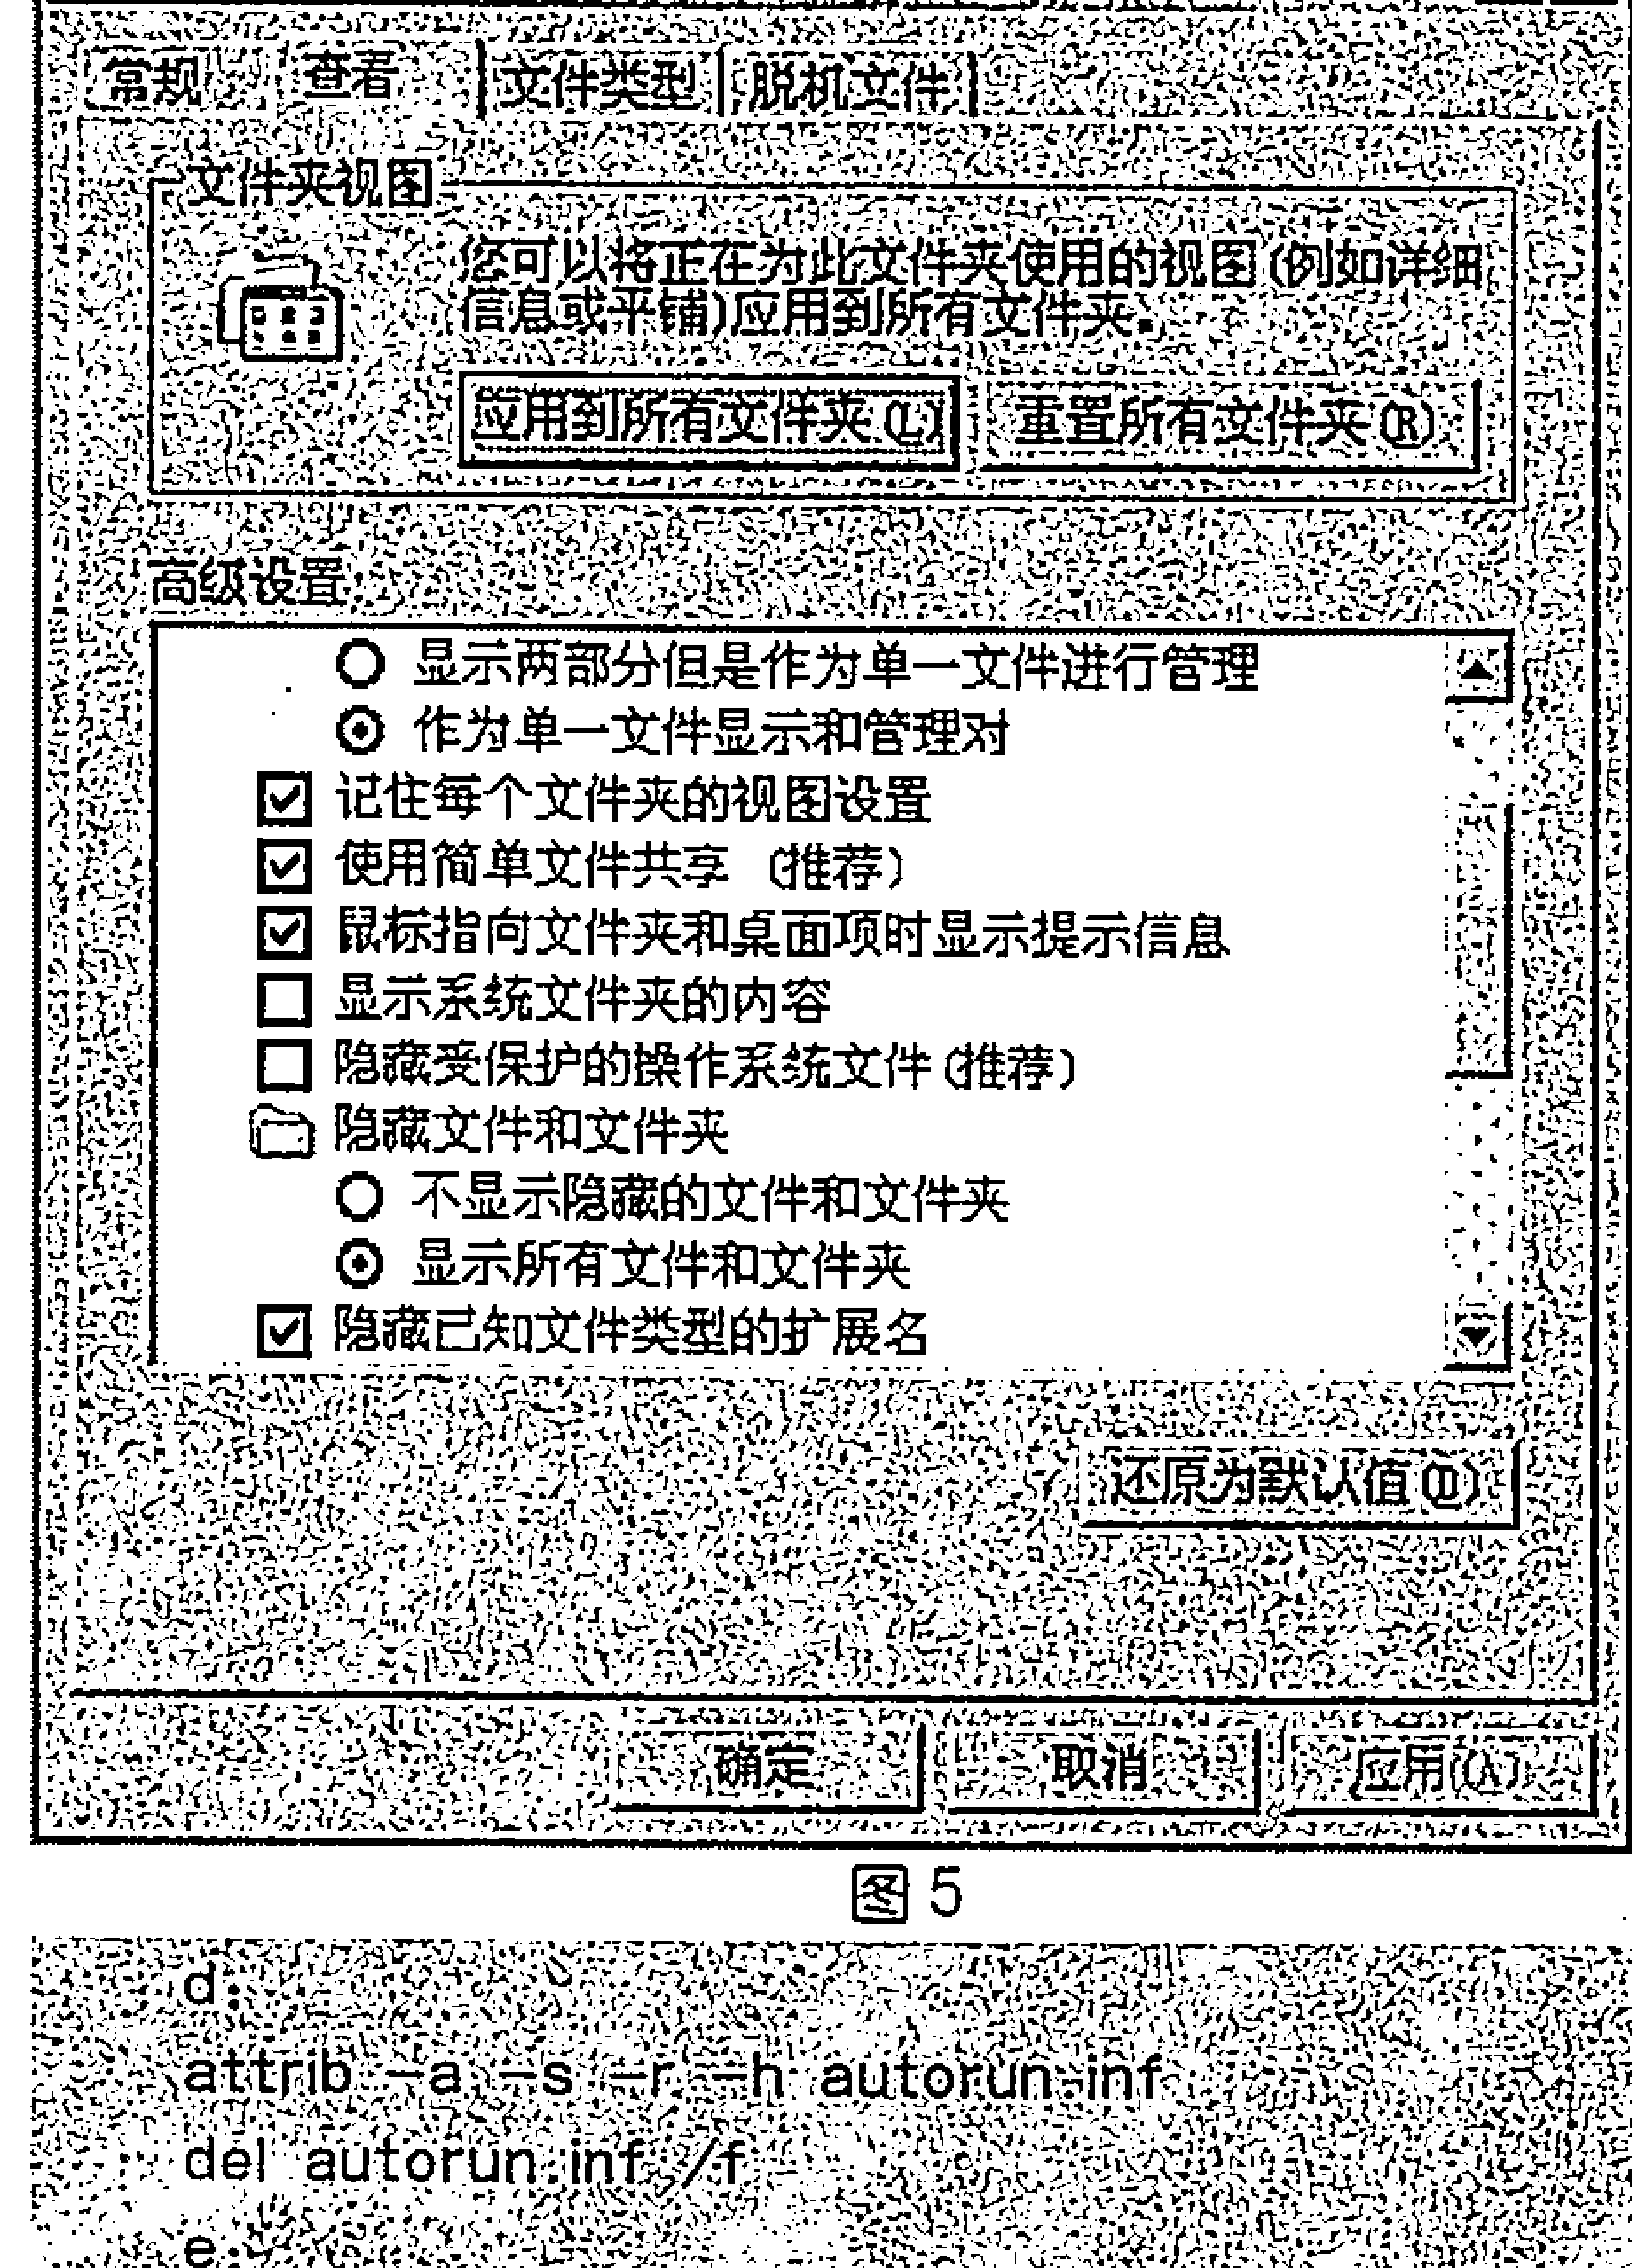 常规 查看 文件类型 脱机文件
文件夹视图
您可以将正在为此文件夹使用的视图(例如详细
信息或平铺)应用到所有文件夹。
应用到所有文件夹(L) 重置所有文件夹(R)
高级设置
显示两部分但是作为单一文件进行管理
作为单一文件显示和管理对
记住每个文件夹的视图设置
使用简单文件共享 (推荐)
鼠标指向文件夹和桌面项时显示提示信息
显示系统文件夹的内容
隐藏受保护的操作系统文件(推荐)
隐藏文件和文件夹
不显示隐藏的文件和文件夹
显示所有文件和文件夹
隐藏已知文件类型的扩展名
还原为默认值(D)
确定 取消 应用(A)
图5
d:
attrib -a -s -r -h autorun.inf
del autorun.inf /f
e: